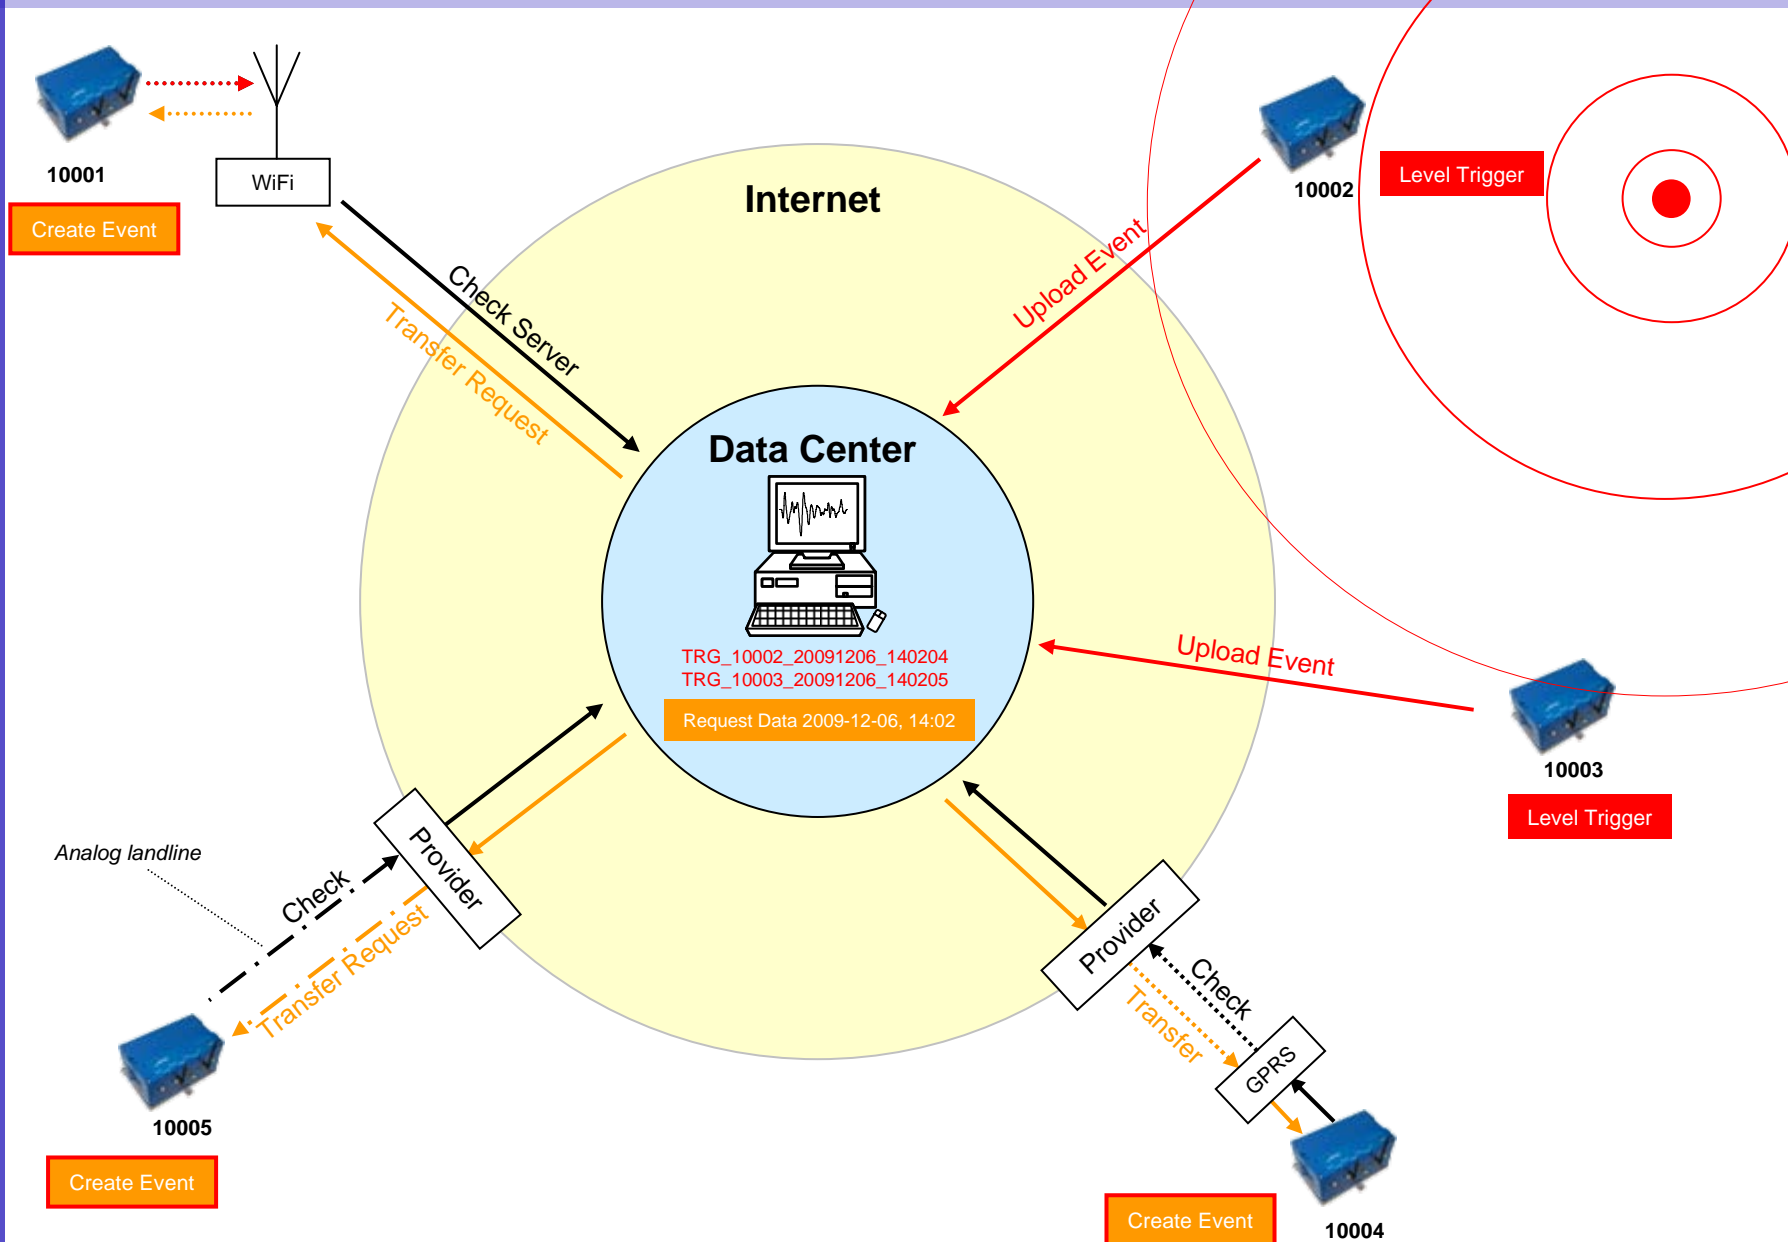 10001
Create Event
WiFi
Internet
Check Server
Transfer Request
Upload Event
10002
Level Trigger
Data Center
TRG_10002_20091206_140204
TRG_10003_20091206_140205
Request Data 2009-12-06, 14:02
Upload Event
10003
Level Trigger
Analog landline
Check
Transfer Request
Provider
10005
Create Event
Provider
Check
Transfer
GPRS
Create Event
10004